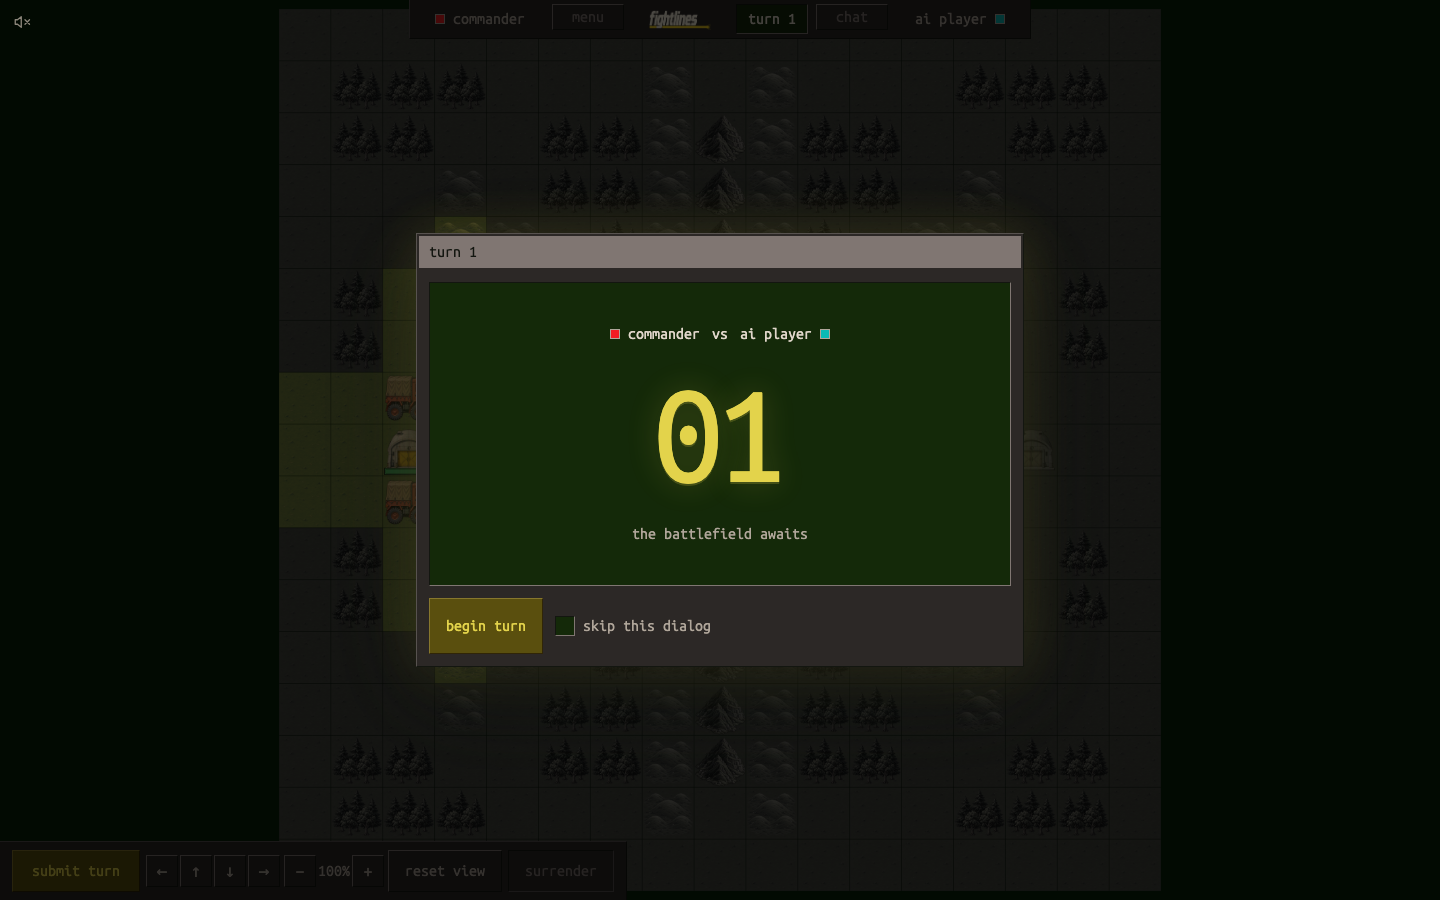 commander
menu
fightlines
turn 1
chat
ai player
turn 1
commander vs ai player
01
the battlefield awaits
begin turn
skip this dialog
submit turn
← ↑ ↓ → − 100% +
reset view
surrender